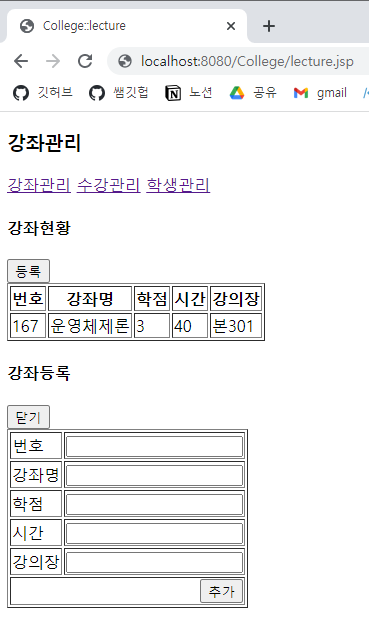 College::lecture
localhost:8080/College/lecture.jsp
깃허브 쌤깃헙 노션 공유 gmail
강좌관리
강좌관리 수강관리 학생관리
강좌현황
등록
번호 강좌명 학점 시간 강의장
167 운영체제론 3 40 본301
강좌등록
닫기
번호
강좌명
학점
시간
강의장
추가